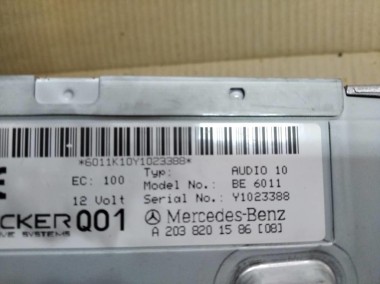 *6011K10Y1023388*
Typ: AUDIO 10
EC: 100 Model No.: BE 6011
12 Volt Serial No.: Y1023388
CKER Q01 Mercedes-Benz
SYSTEMS A 203 820 15 86 [08]